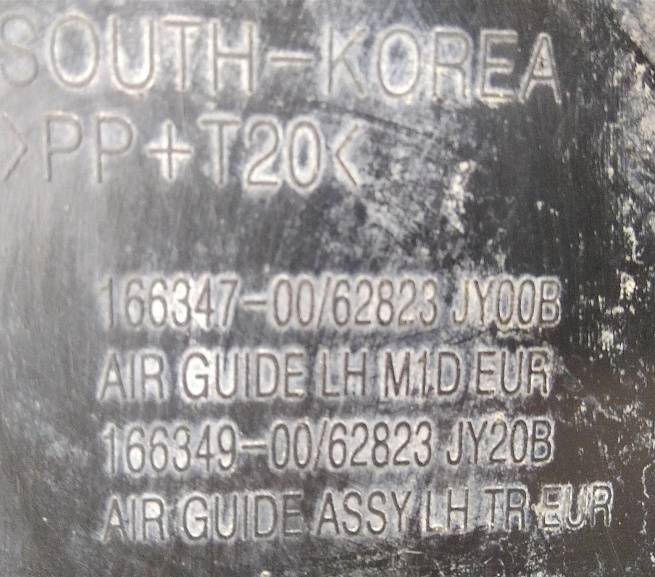 SOUTH-KOREA
>PP+T20<
166347-00/62823 JY00B
AIR GUIDE LH M1D EUR
166349-00/62823 JY20B
AIR GUIDE ASSY LH TR EUR